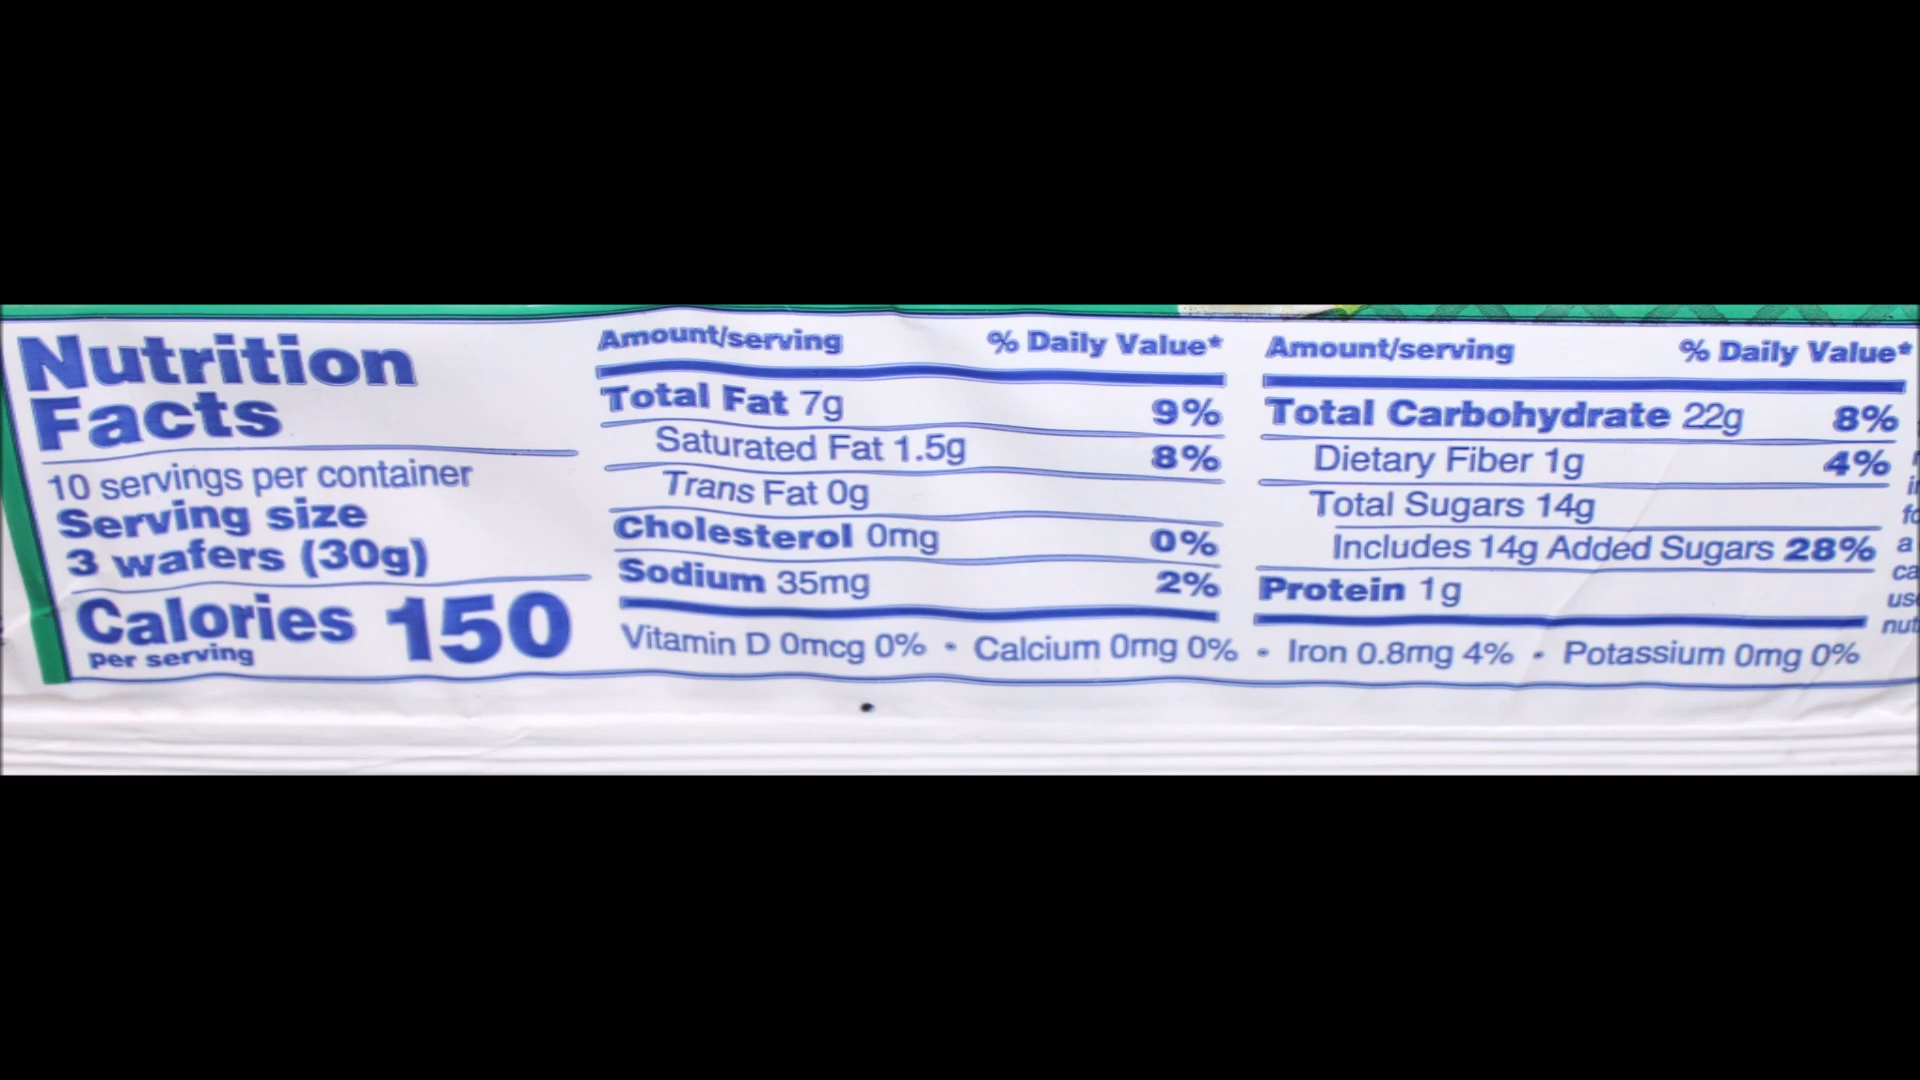 Nutrition
Facts
10 servings per container
Serving size
3 wafers (30g)
Calories 150
per serving
Amount/serving % Daily Value*
Total Fat 7g 9%
Saturated Fat 1.5g 8%
Trans Fat 0g
Cholesterol 0mg 0%
Sodium 35mg 2%
Amount/serving % Daily Value*
Total Carbohydrate 22g 8%
Dietary Fiber 1g 4%
Total Sugars 14g
Includes 14g Added Sugars 28%
Protein 1g
Vitamin D 0mcg 0% • Calcium 0mg 0% • Iron 0.8mg 4% • Potassium 0mg 0%